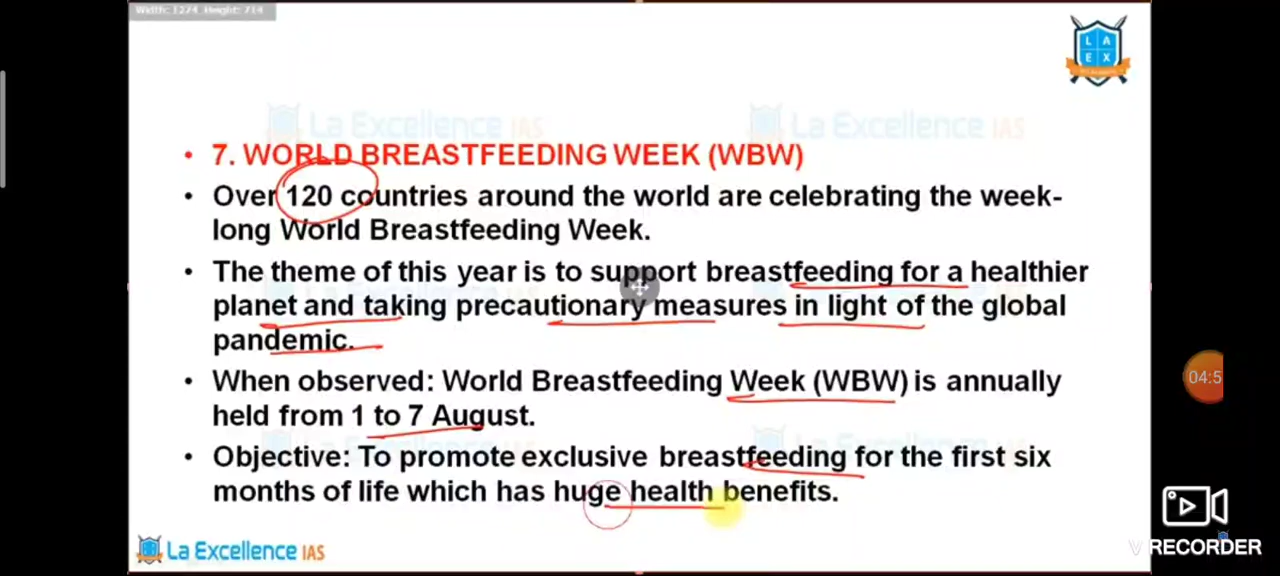 Width: 1274 Height: 714
L A
E X
La Excellence IAS La Excellence IAS
• 7. WORLD BREASTFEEDING WEEK (WBW)
• Over 120 countries around the world are celebrating the week-
long World Breastfeeding Week.
• The theme of this year is to support breastfeeding for a healthier
planet and taking precautionary measures in light of the global
pandemic.
• When observed: World Breastfeeding Week (WBW) is annually
held from 1 to 7 August.
• Objective: To promote exclusive breastfeeding for the first six
months of life which has huge health benefits.
04:5
La Excellence IAS
V RECORDER